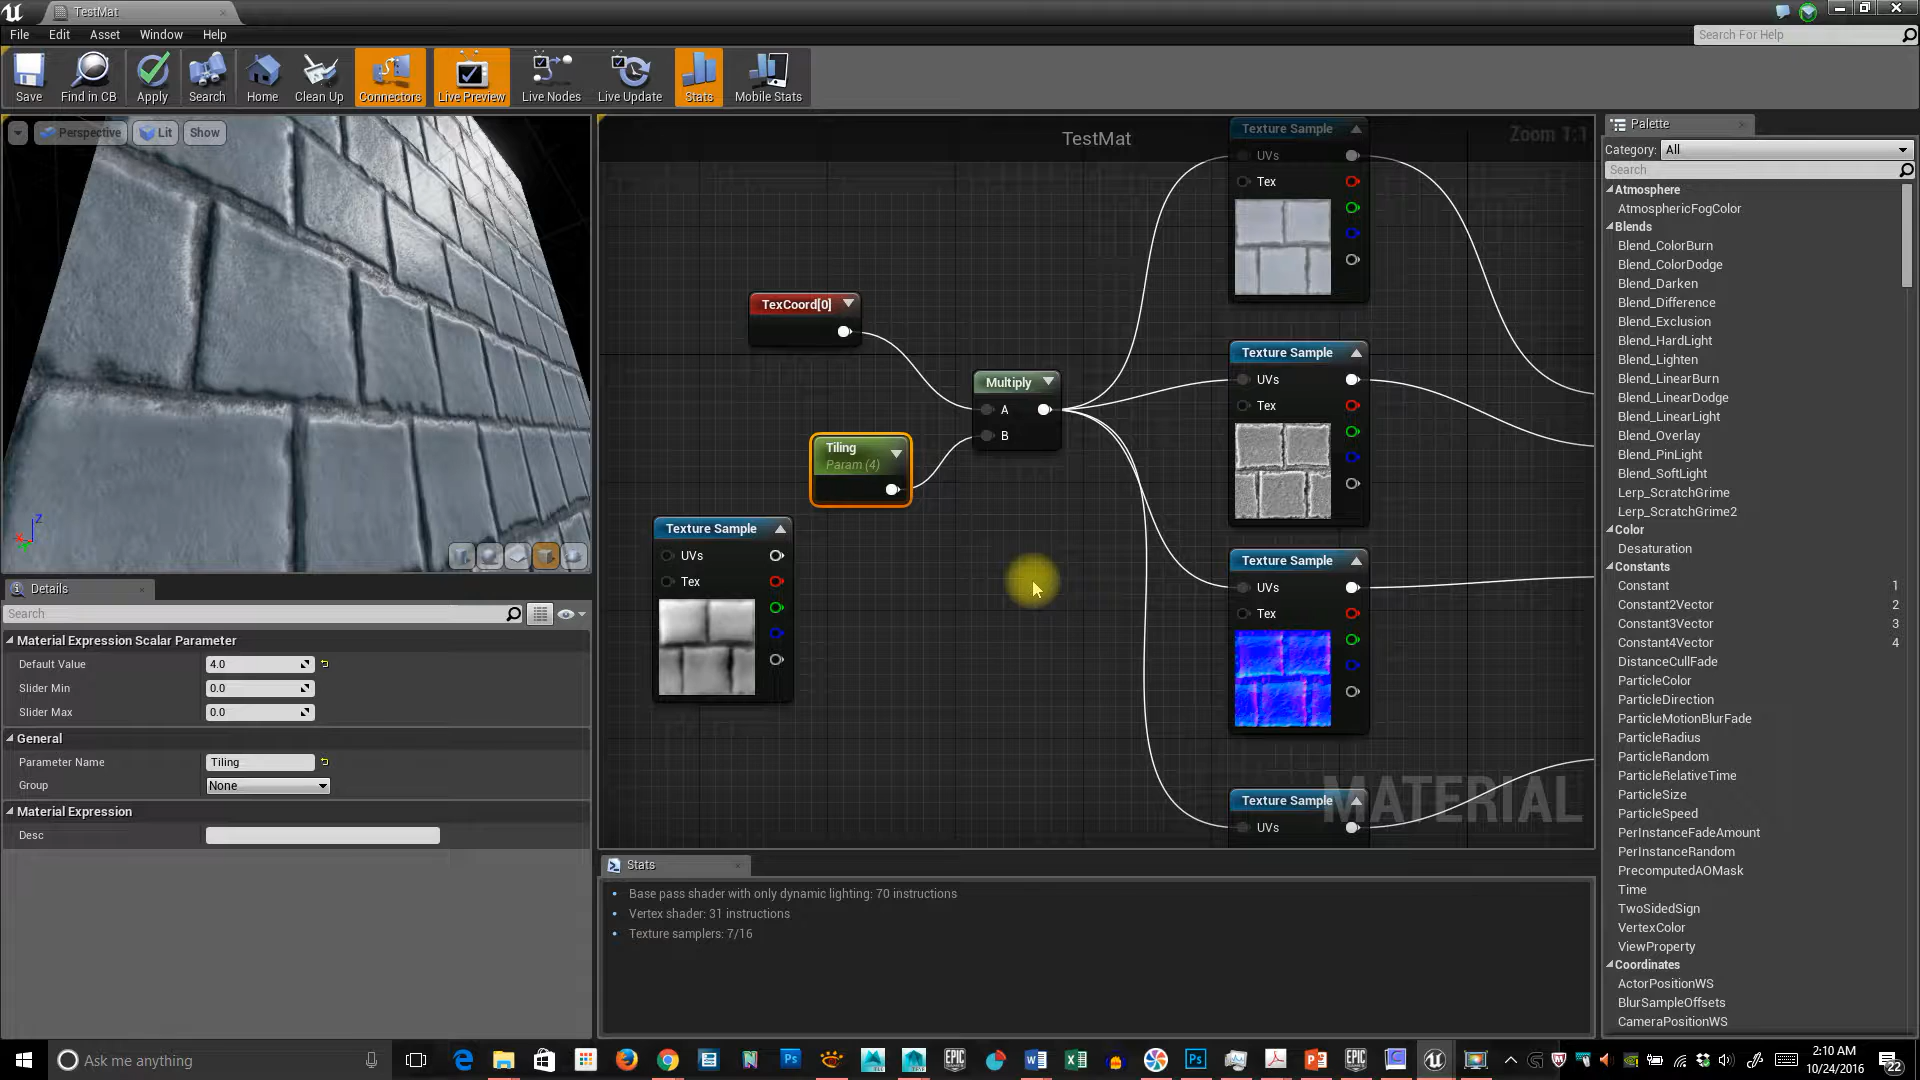 TestMat
File Edit Asset Window Help
Search For Help
Save Find in CB Apply Search Home Clean Up Connectors Live Preview Live Nodes Live Update Stats Mobile Stats
Perspective Lit Show
Z
TestMat
Zoom 1:1
Texture Sample
UVs
Tex
TexCoord[0]
Multiply
A
B
Tiling
Param (4)
Texture Sample
UVs
Tex
Texture Sample
UVs
Tex
Texture Sample
UVs
Tex
Texture Sample
UVs
MATERIAL
Details
Search
Material Expression Scalar Parameter
Default Value 4.0
Slider Min 0.0
Slider Max 0.0
General
Parameter Name Tiling
Group None
Material Expression
Desc
Stats
Base pass shader with only dynamic lighting: 70 instructions
Vertex shader: 31 instructions
Texture samplers: 7/16
Palette
Category: All
Search
Atmosphere
AtmosphericFogColor
Blends
Blend_ColorBurn
Blend_ColorDodge
Blend_Darken
Blend_Difference
Blend_Exclusion
Blend_HardLight
Blend_Lighten
Blend_LinearBurn
Blend_LinearDodge
Blend_LinearLight
Blend_Overlay
Blend_PinLight
Blend_SoftLight
Lerp_ScratchGrime
Lerp_ScratchGrime2
Color
Desaturation
Constants
Constant 1
Constant2Vector 2
Constant3Vector 3
Constant4Vector 4
DistanceCullFade
ParticleColor
ParticleDirection
ParticleMotionBlurFade
ParticleRadius
ParticleRandom
ParticleRelativeTime
ParticleSize
ParticleSpeed
PerInstanceFadeAmount
PerInstanceRandom
PrecomputedAOMask
Time
TwoSidedSign
VertexColor
ViewProperty
Coordinates
ActorPositionWS
BlurSampleOffsets
CameraPositionWS
Ask me anything
2:10 AM
10/24/2016
22